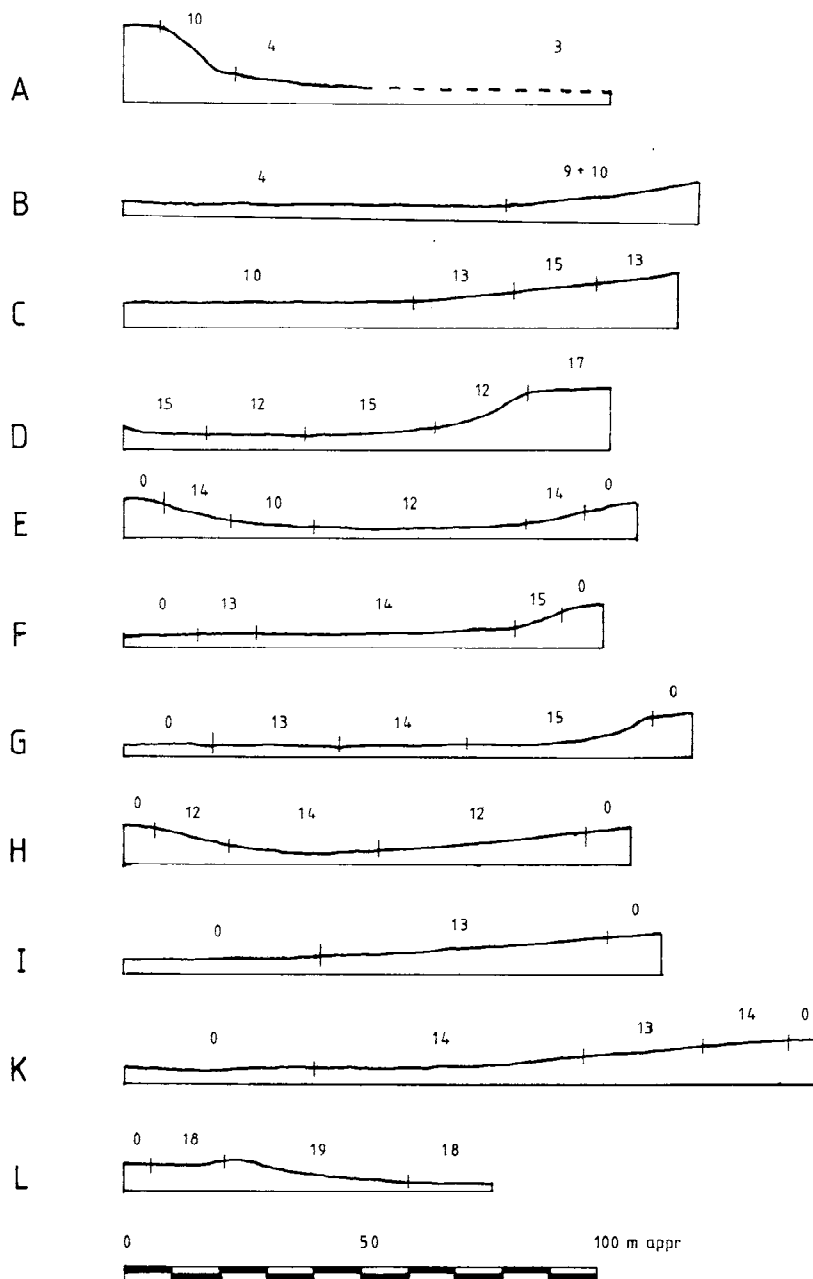 10
4 3
A
4 9 + 10
B
10 13 15 13
C
15 12 15 12 17
D
0 14 10 12 14 0
E
0 13 14 15 0
F
0 13 14 15 0
G
0 12 14 12 0
H
0 13 0
I
0 14 13 14 0
K
0 18 19 18
L
0 50 100 m appr